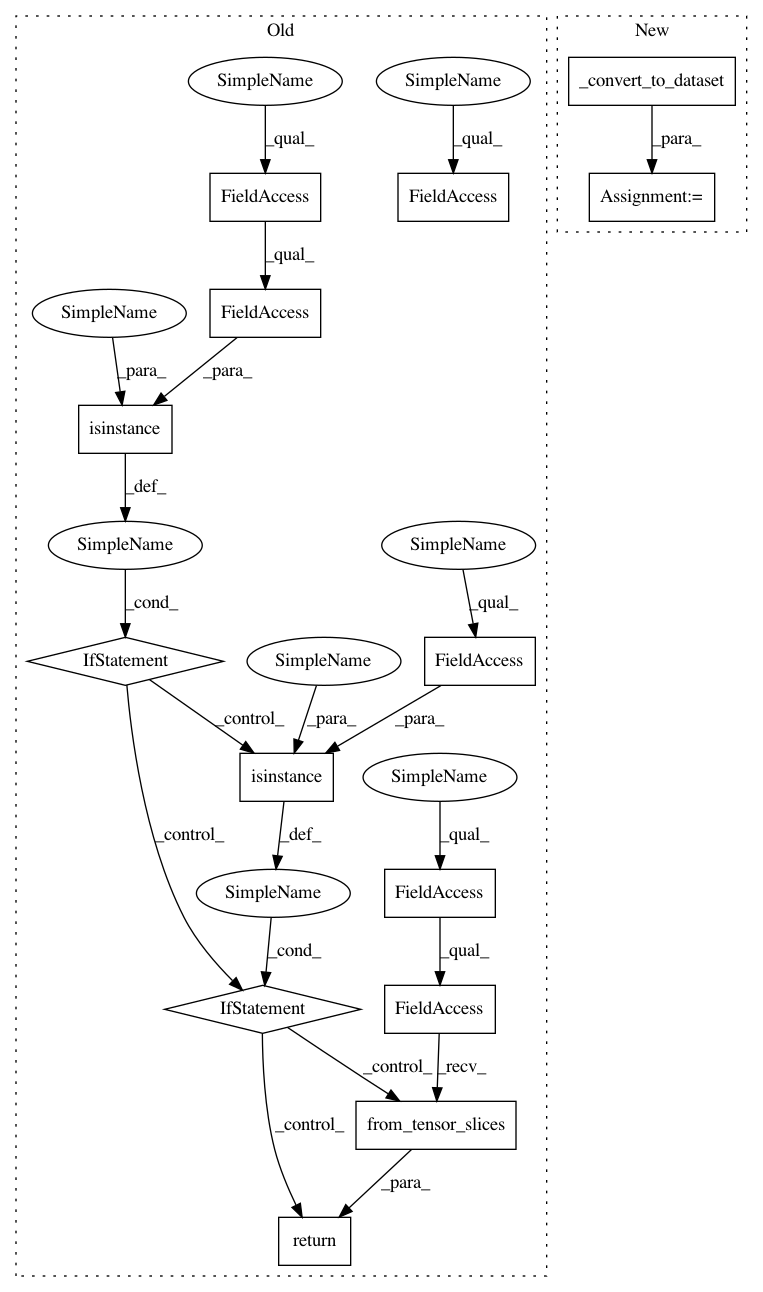 Old
New
SimpleName
SimpleName
_convert_to_dataset
_qual_
_qual_
_para_
FieldAccess
FieldAccess
Assignment:=
_qual_
SimpleName
FieldAccess
_para_
_para_
isinstance
_def_
SimpleName
SimpleName
_cond_
_qual_
IfStatement
SimpleName
FieldAccess
_control_
_para_
_para_
isinstance
SimpleName
_control_
_def_
_qual_
SimpleName
FieldAccess
_cond_
_qual_
IfStatement
FieldAccess
_control_
_recv_
_control_
from_tensor_slices
_para_
return